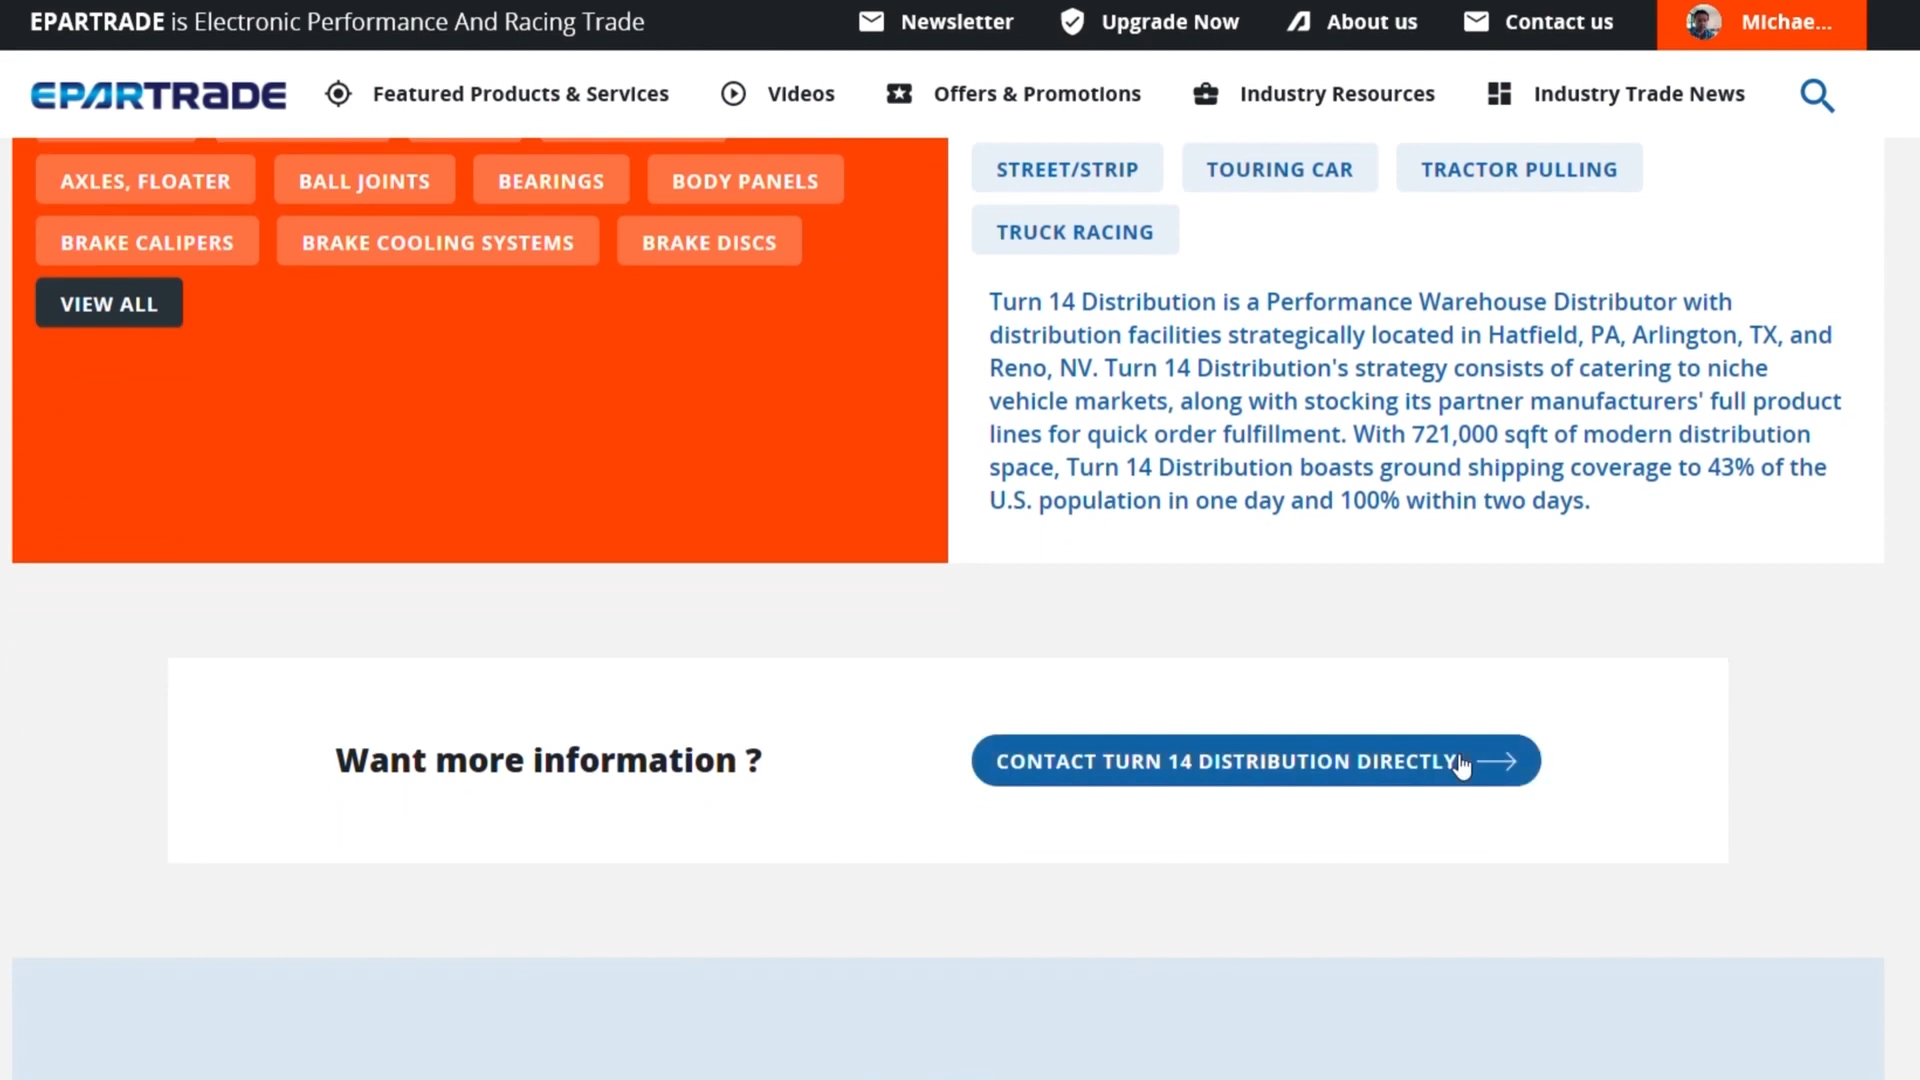 EPARTRADE is Electronic Performance And Racing Trade
Newsletter
Upgrade Now
About us
Contact us
MIchae...
EPARTRADE
Featured Products & Services
Videos
Offers & Promotions
Industry Resources
Industry Trade News
AXLES, FLOATER
BALL JOINTS
BEARINGS
BODY PANELS
BRAKE CALIPERS
BRAKE COOLING SYSTEMS
BRAKE DISCS
VIEW ALL
STREET/STRIP
TOURING CAR
TRACTOR PULLING
TRUCK RACING
Turn 14 Distribution is a Performance Warehouse Distributor with
distribution facilities strategically located in Hatfield, PA, Arlington, TX, and
Reno, NV. Turn 14 Distribution's strategy consists of catering to niche
vehicle markets, along with stocking its partner manufacturers' full product
lines for quick order fulfillment. With 721,000 sqft of modern distribution
space, Turn 14 Distribution boasts ground shipping coverage to 43% of the
U.S. population in one day and 100% within two days.
Want more information ?
CONTACT TURN 14 DISTRIBUTION DIRECTLY